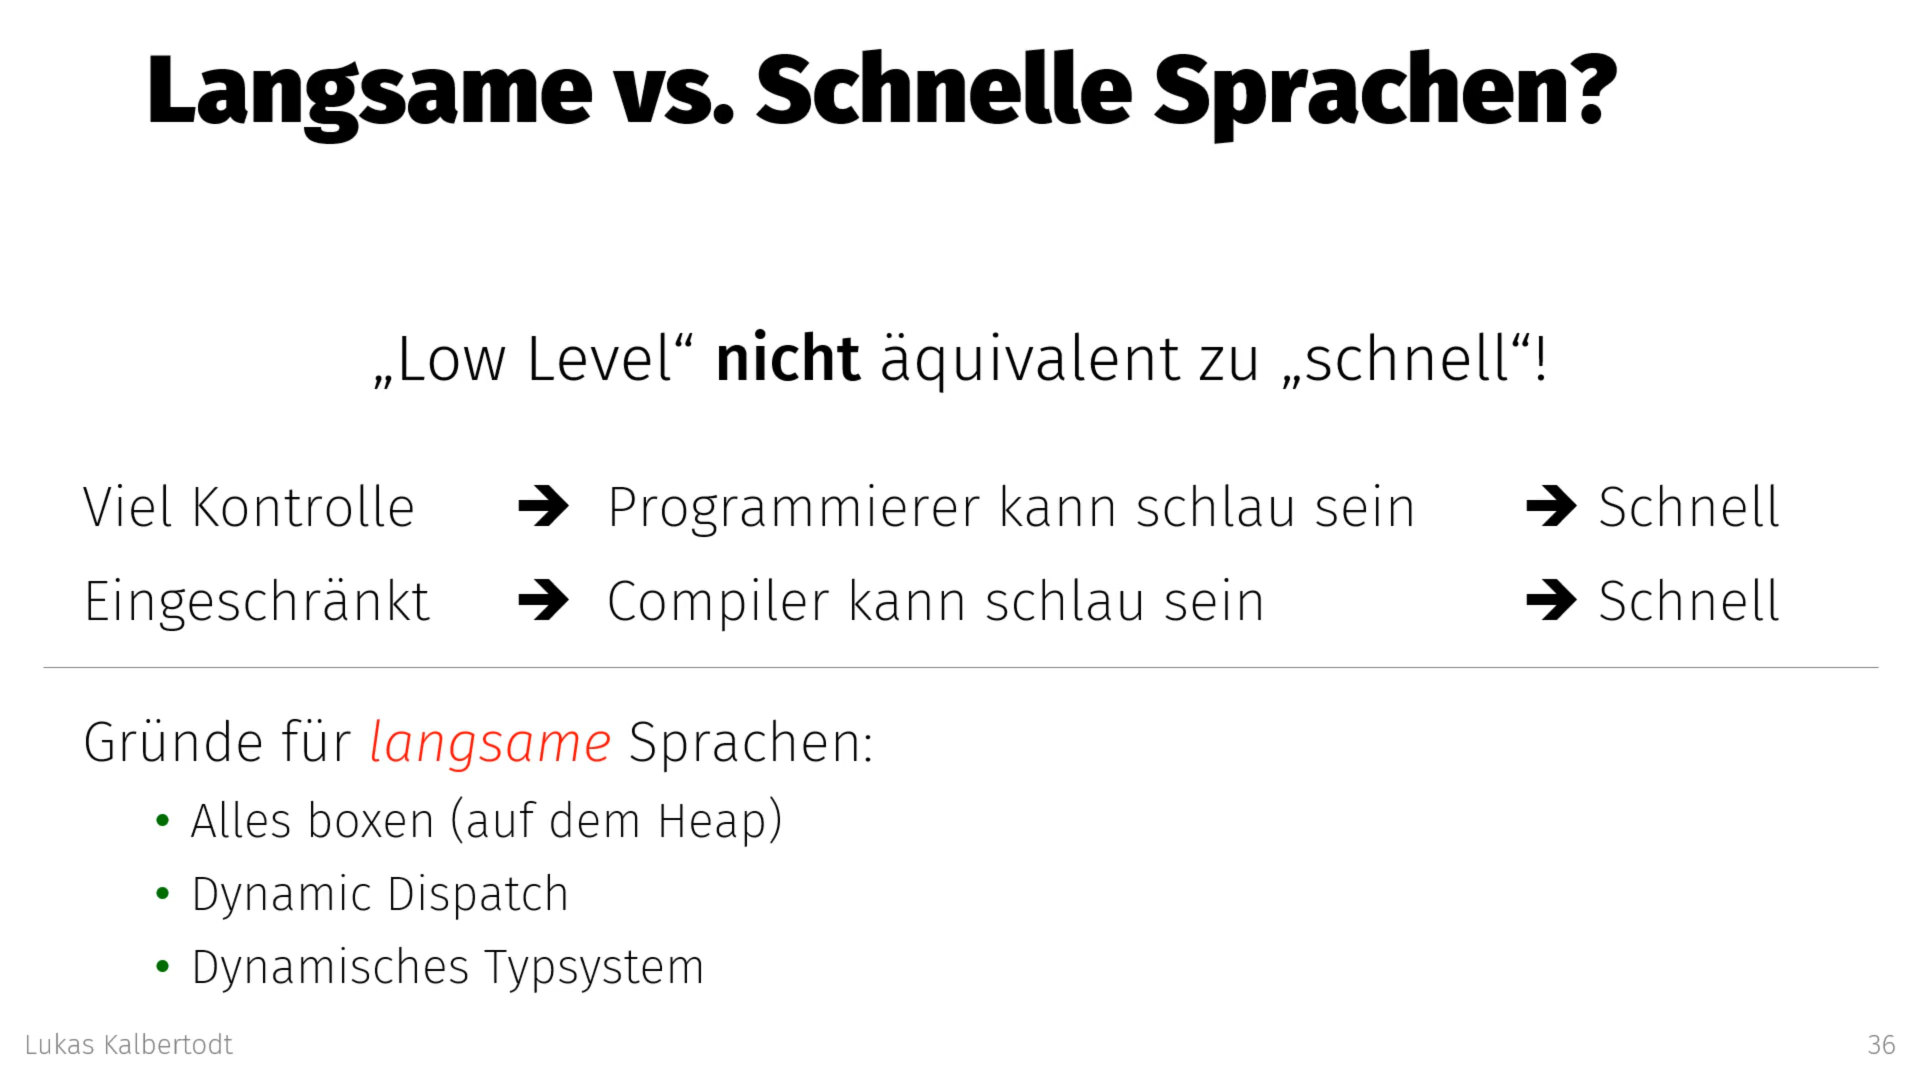 Langsame vs. Schnelle Sprachen?
„Low Level“ nicht äquivalent zu „schnell“!
Viel Kontrolle ➔ Programmierer kann schlau sein ➔ Schnell
Eingeschränkt ➔ Compiler kann schlau sein ➔ Schnell
Gründe für langsame Sprachen:
• Alles boxen (auf dem Heap)
• Dynamic Dispatch
• Dynamisches Typsystem
Lukas Kalbertodt 36